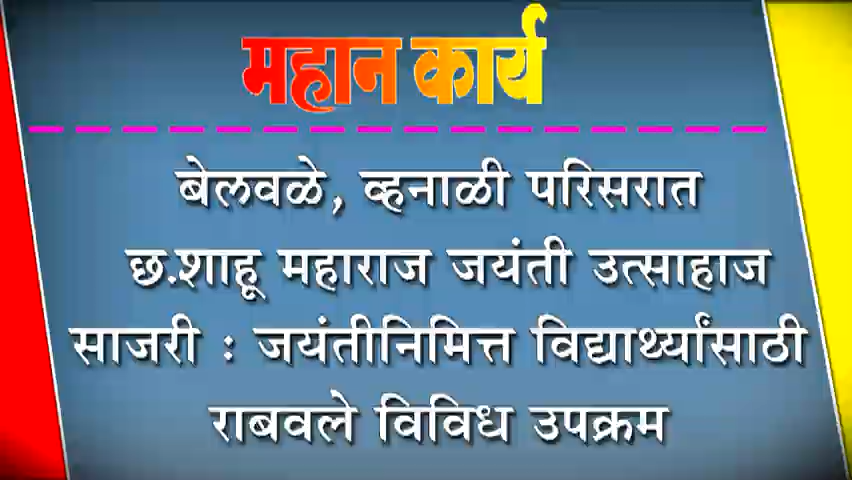 महान कार्य
बेलवळे, व्हनाळी परिसरात
छ.शाहू महाराज जयंती उत्साहाज
साजरी : जयंतीनिमित्त विद्यार्थ्यांसाठी
राबवले विविध उपक्रम